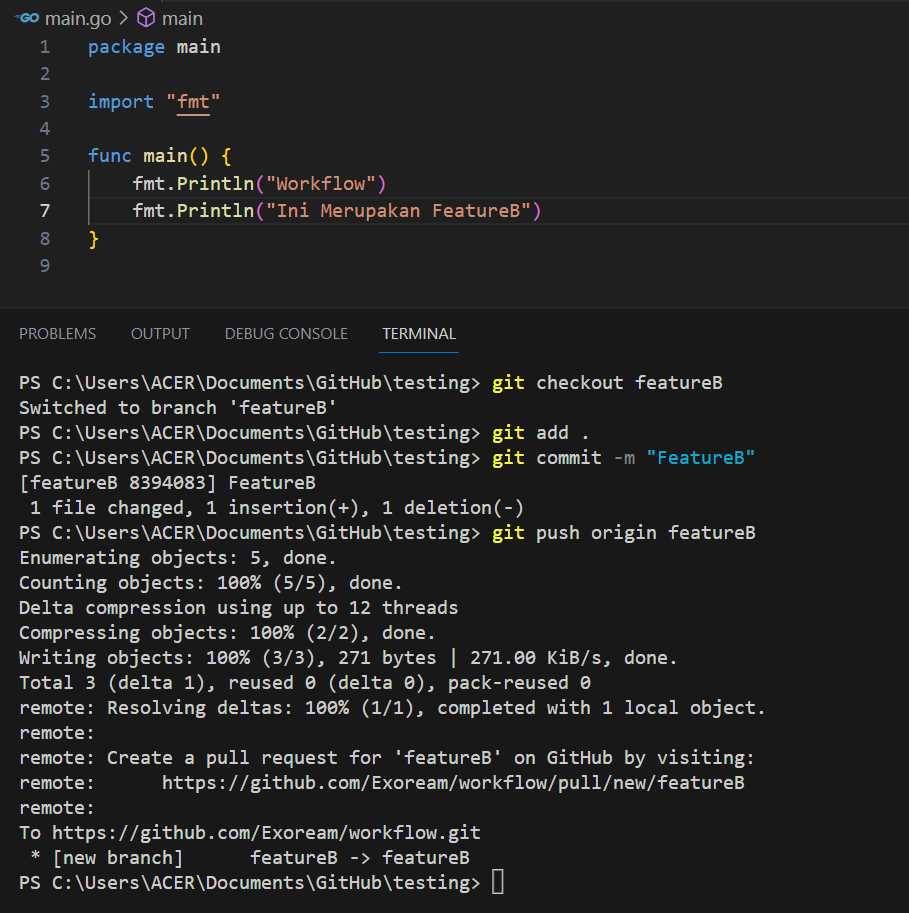 GO main.go > main
1 package main
2
3 import "fmt"
4
5 func main() {
6     fmt.Println("Workflow")
7     fmt.Println("Ini Merupakan FeatureB")
8 }
9
PROBLEMS OUTPUT DEBUG CONSOLE TERMINAL
PS C:\Users\ACER\Documents\GitHub\testing> git checkout featureB
Switched to branch 'featureB'
PS C:\Users\ACER\Documents\GitHub\testing> git add .
PS C:\Users\ACER\Documents\GitHub\testing> git commit -m "FeatureB"
[featureB 8394083] FeatureB
 1 file changed, 1 insertion(+), 1 deletion(-)
PS C:\Users\ACER\Documents\GitHub\testing> git push origin featureB
Enumerating objects: 5, done.
Counting objects: 100% (5/5), done.
Delta compression using up to 12 threads
Compressing objects: 100% (2/2), done.
Writing objects: 100% (3/3), 271 bytes | 271.00 KiB/s, done.
Total 3 (delta 1), reused 0 (delta 0), pack-reused 0
remote: Resolving deltas: 100% (1/1), completed with 1 local object.
remote:
remote: Create a pull request for 'featureB' on GitHub by visiting:
remote:      https://github.com/Exoream/workflow/pull/new/featureB
remote:
To https://github.com/Exoream/workflow.git
 * [new branch]      featureB -> featureB
PS C:\Users\ACER\Documents\GitHub\testing>